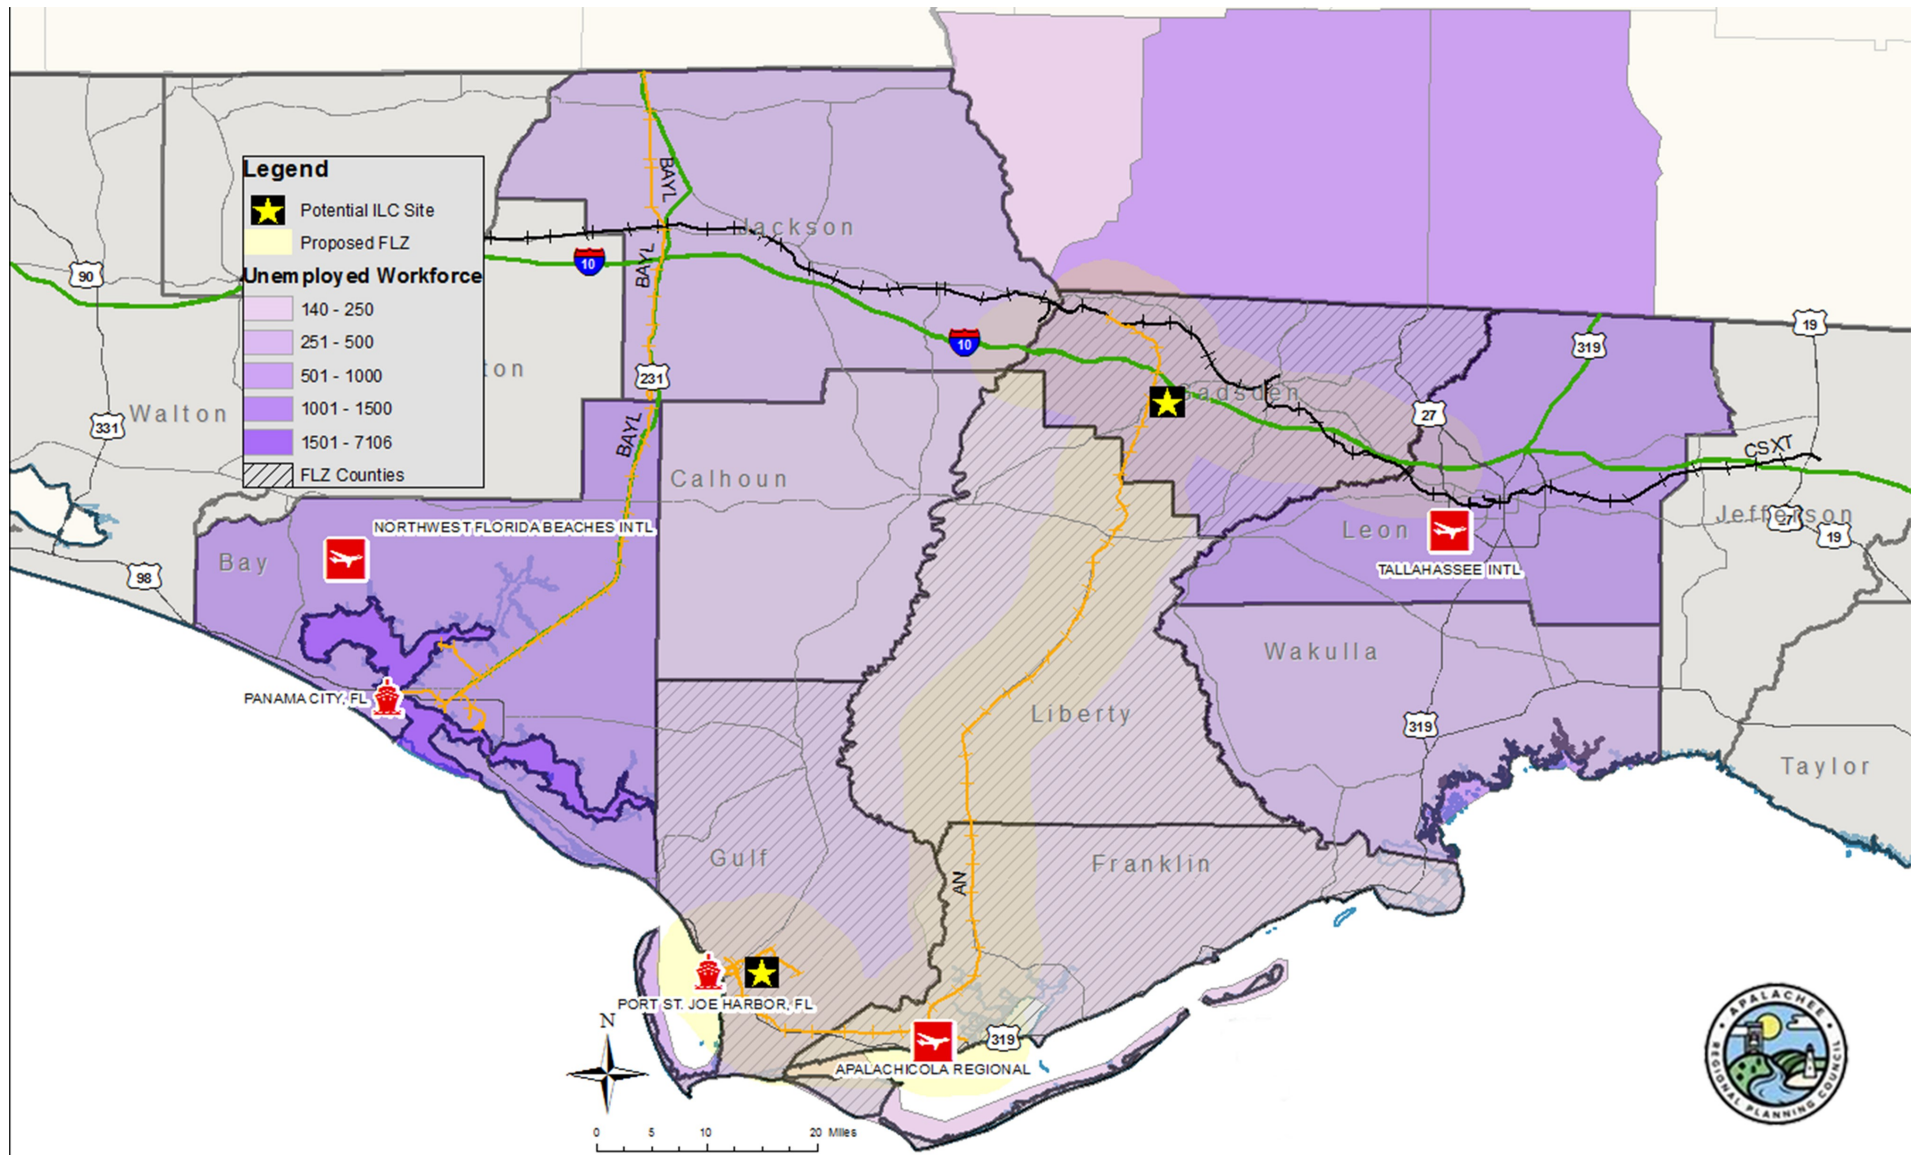 Legend
Potential ILC Site
Proposed FLZ
Unemployed Workforce
140 - 250
251 - 500
501 - 1000
1001 - 1500
1501 - 7106
FLZ Counties
BAYL
BAYL
BAYL
Jackson
10
10
90
331
Walton
ton
231
Gadsden
319
19
27
CSXT
Calhoun
Jefferson
27
19
NORTHWEST FLORIDA BEACHES INTL
Bay
98
Leon
TALLAHASSEE INTL
Wakulla
PANAMA CITY, FL
Liberty
319
Taylor
Gulf
Franklin
AN
PORT ST. JOE HARBOR, FL
319
APALACHICOLA REGIONAL
N
0 5 10 20 Miles
APALACHEE
REGIONAL PLANNING COUNCIL